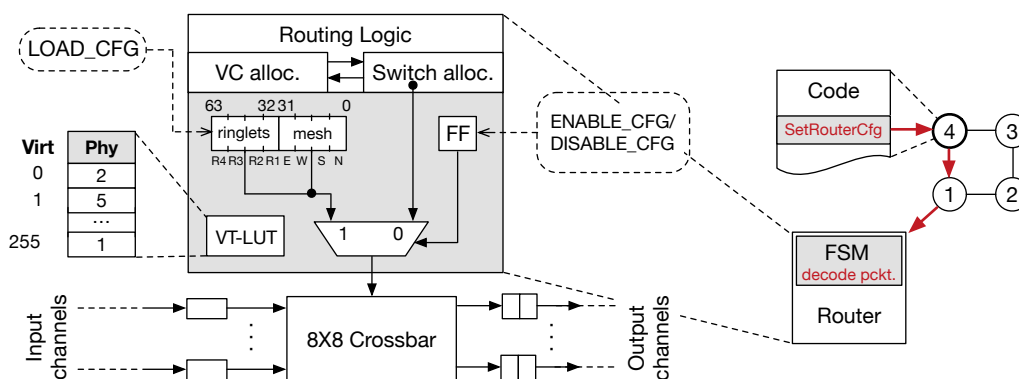 Routing Logic
LOAD_CFG
VC alloc.
Switch alloc.
63 32 31 0
ringlets mesh
R4 R3 R2 R1 E W S N
FF
ENABLE_CFG/
DISABLE_CFG
Code
SetRouterCfg
4 3
1 2
Virt Phy
0 2
1 5
...
255 1
VT-LUT
1 0
FSM
decode pckt.
Router
Input
channels
8X8 Crossbar
Output
channels